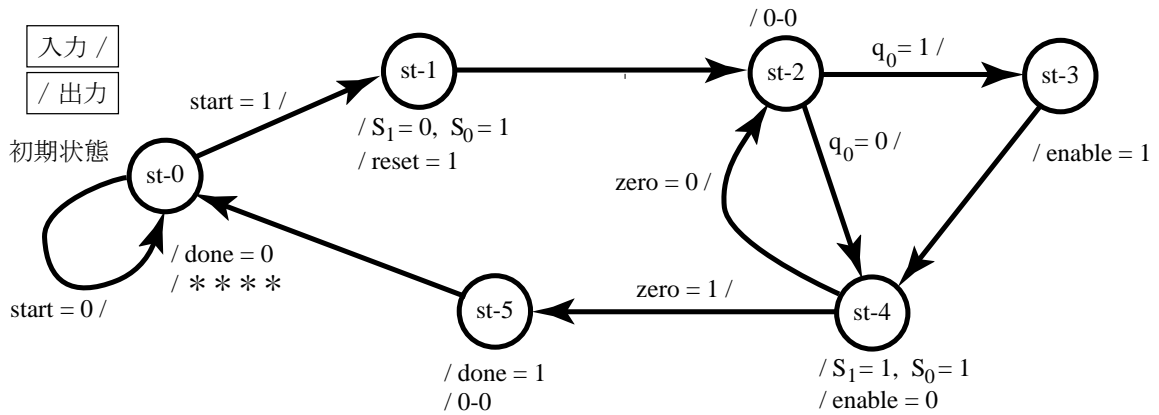 入力 /
/ 出力
初期状態
start = 1 /
st-0
start = 0 /
/ done = 0
/ ＊＊＊＊
st-1
/ S₁= 0, S₀= 1
/ reset = 1
/ 0-0
st-2
q₀= 1 /
st-3
/ enable = 1
q₀= 0 /
zero = 0 /
zero = 1 /
st-4
/ S₁= 1, S₀= 1
/ enable = 0
st-5
/ done = 1
/ 0-0